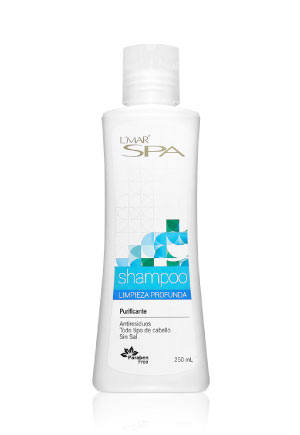 L'MAR®
SPA
shampoo
LIMPIEZA PROFUNDA
Purificante
Antiresiduos
Todo tipo de cabello
Sin Sal
Paraben
Free
250 mL